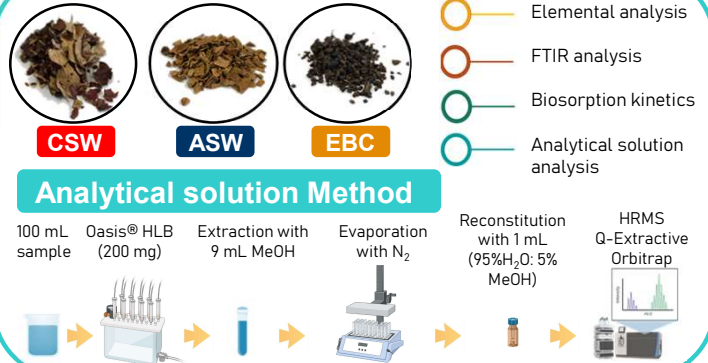 Elemental analysis
FTIR analysis
Biosorption kinetics
Analytical solution
analysis
CSW
ASW
EBC
Analytical solution Method
100 mL
sample
Oasis® HLB
(200 mg)
Extraction with
9 mL MeOH
Evaporation
with N₂
Reconstitution
with 1 mL
(95%H₂O: 5%
MeOH)
HRMS
Q-Extractive
Orbitrap